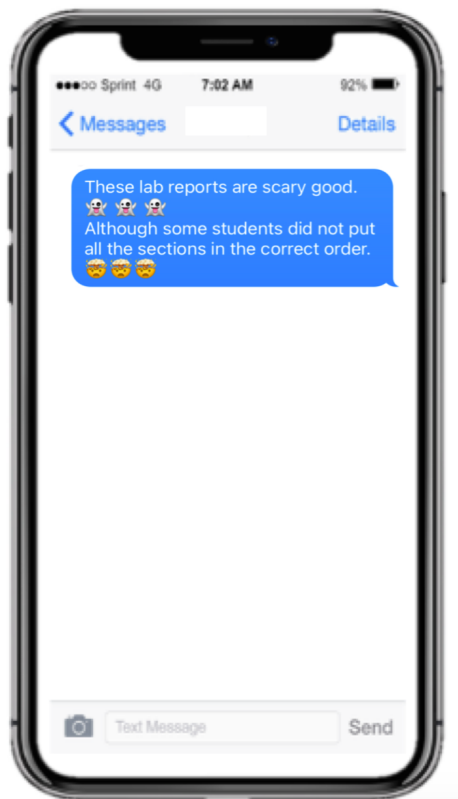 Sprint 4G 7:02 AM 92%
Messages Details
These lab reports are scary good.
👻 👻 👻
Although some students did not put
all the sections in the correct order.
🤯🤯🤯
Text Message Send